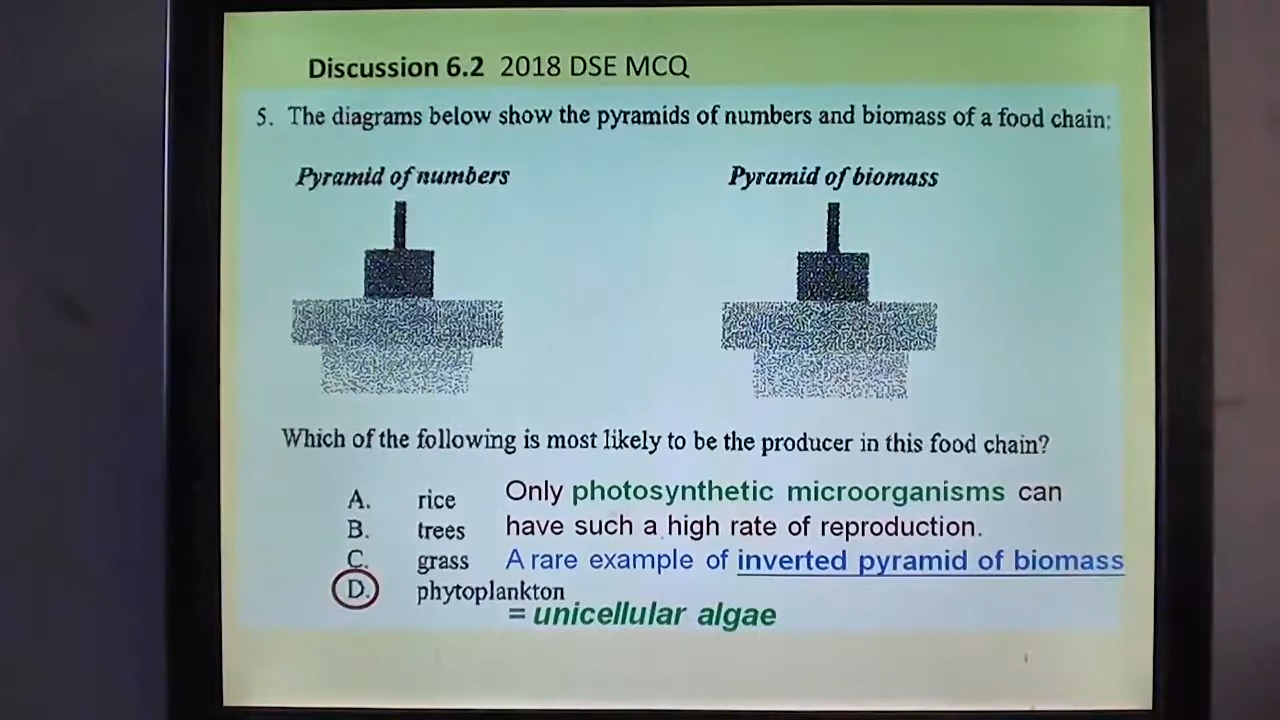 Discussion 6.2 2018 DSE MCQ
5. The diagrams below show the pyramids of numbers and biomass of a food chain:
Pyramid of numbers
Pyramid of biomass
Which of the following is most likely to be the producer in this food chain?
A. rice
B. trees
C. grass
D. phytoplankton
Only photosynthetic microorganisms can
have such a high rate of reproduction.
A rare example of inverted pyramid of biomass
= unicellular algae